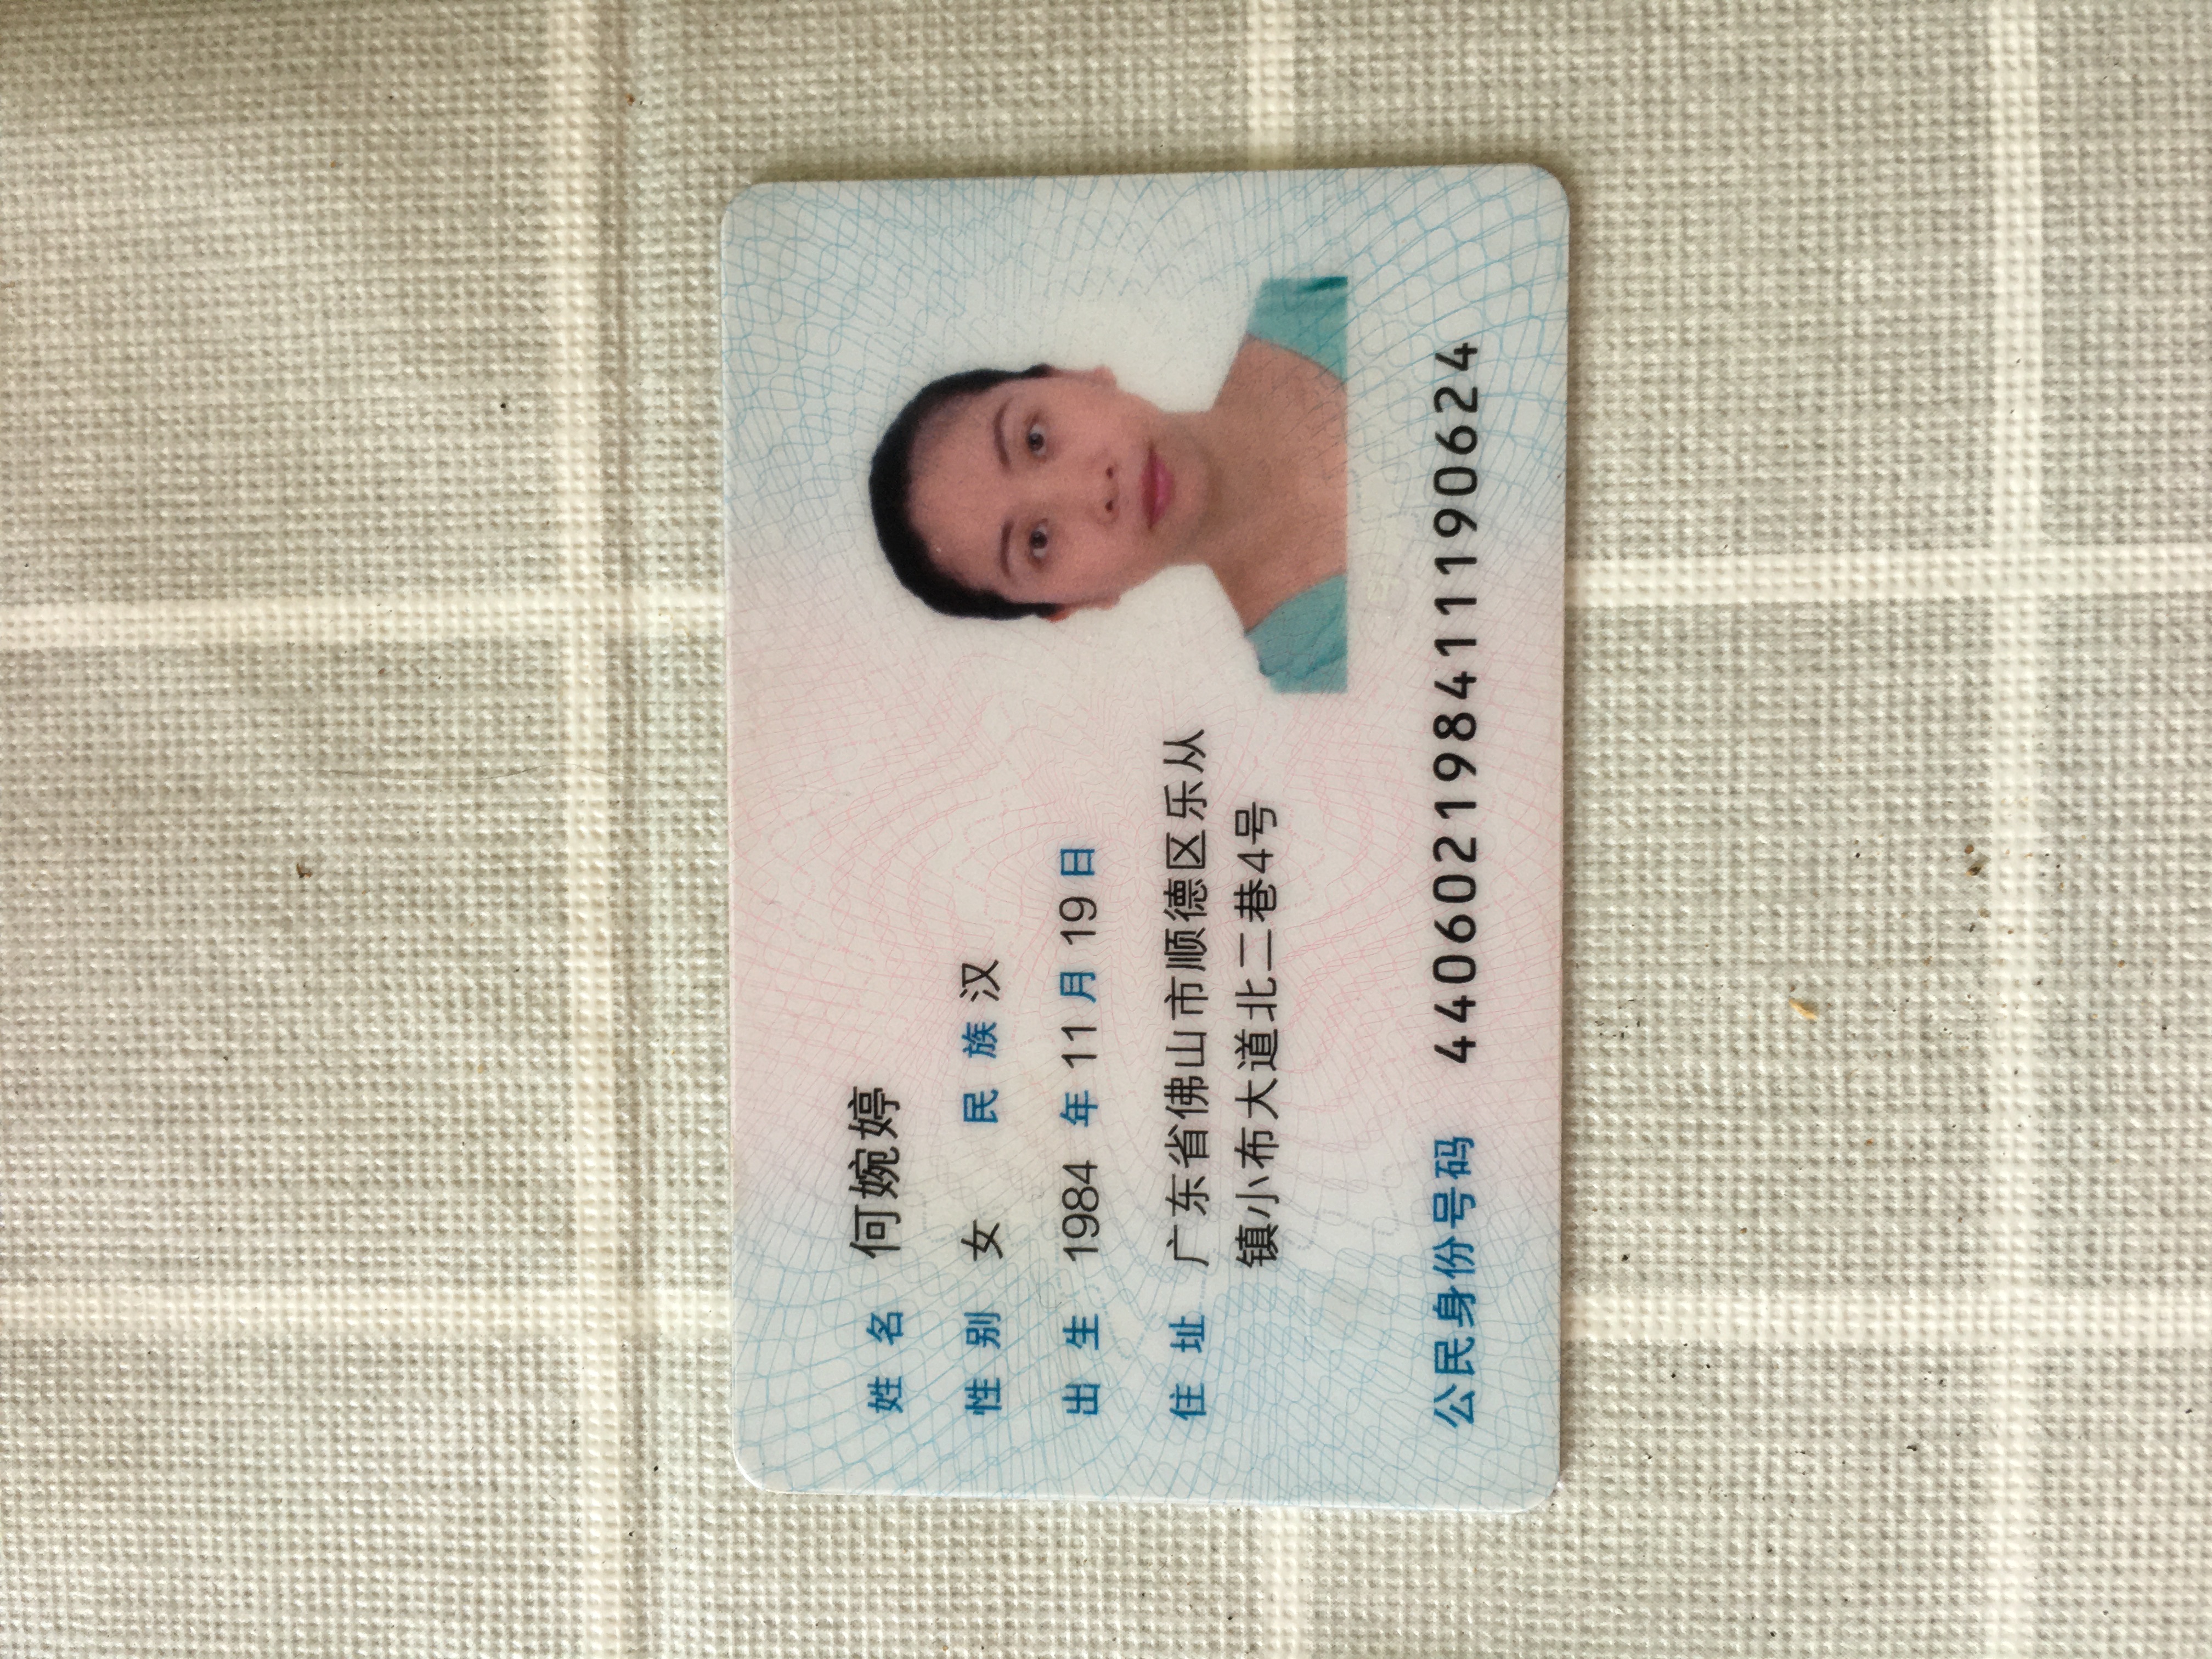 姓名 何婉婷
性别 女 民族 汉
出生 1984 年 11 月 19 日
住址 广东省佛山市顺德区乐从
镇小布大道北二巷4号
公民身份号码 440602198411190624